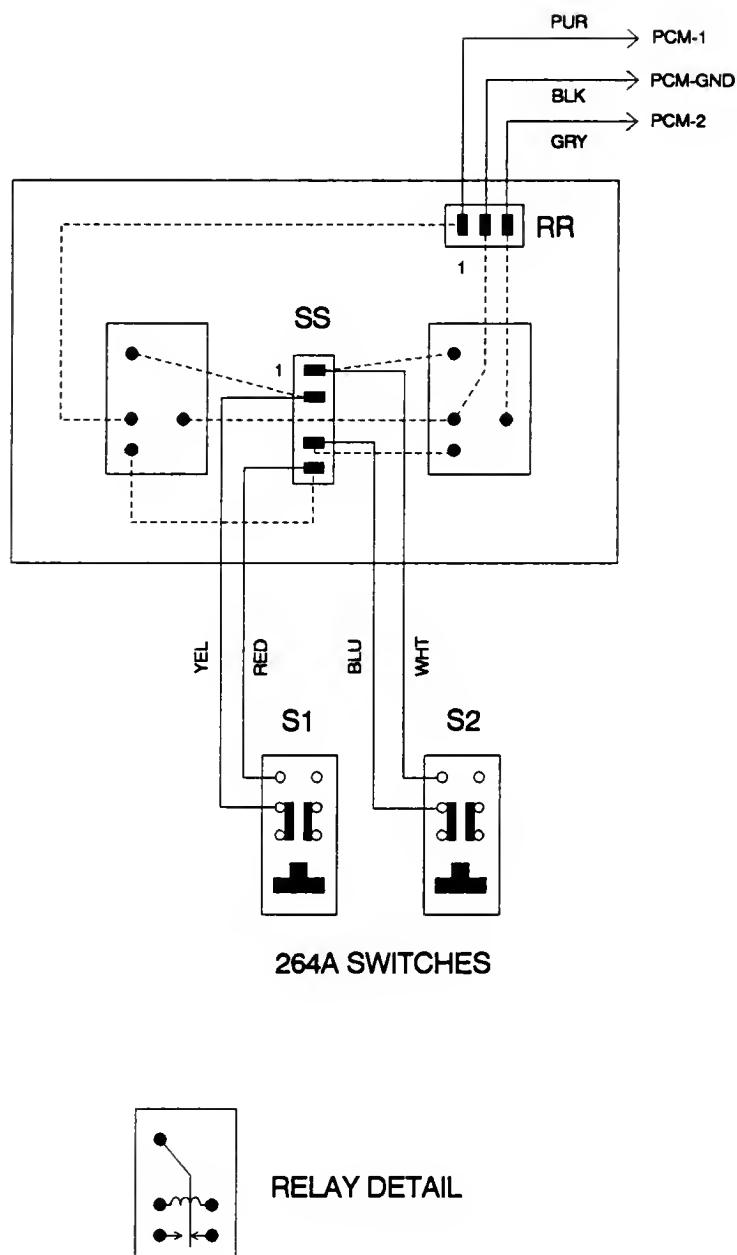 PUR
PCM-1
PCM-GND
BLK
PCM-2
GRY
RR
1
SS
1
YEL
RED
BLU
WHT
S1
S2
264A SWITCHES
RELAY DETAIL